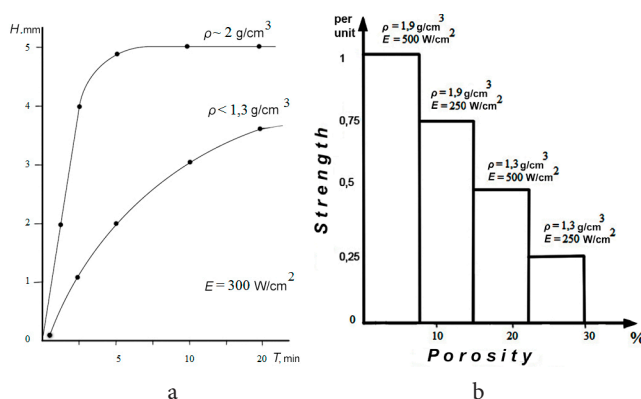 H, mm
5
4
3
2
1
0
ρ~ 2 g/cm³
ρ< 1,3 g/cm³
E = 300 W/cm²
5
10
20
T, min
a
per
unit
1
0,75
0,5
0,25
0
Strength
ρ = 1,9 g/cm³
E = 500 W/cm²
ρ = 1,9 g/cm³
E = 250 W/cm²
ρ = 1,3 g/cm³
E = 500 W/cm²
ρ = 1,3 g/cm³
E = 250 W/cm²
10
20
30
%
Porosity
b